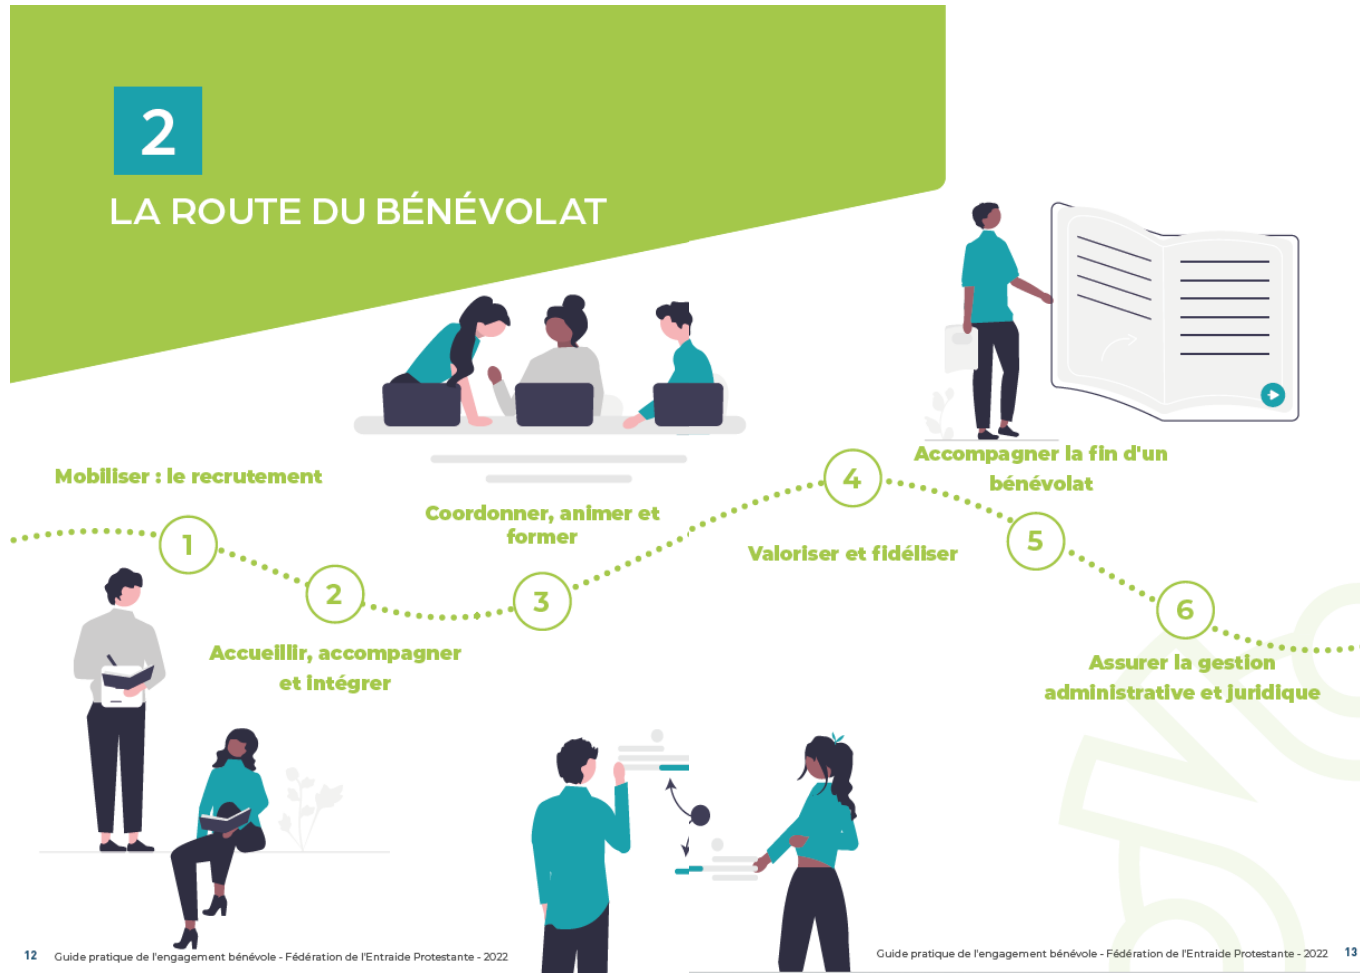 2
LA ROUTE DU BÉNÉVOLAT
Mobiliser : le recrutement
1
2
Accueillir, accompagner
et intégrer
Coordonner, animer et
former
3
4
Valoriser et fidéliser
Accompagner la fin d'un
bénévolat
5
6
Assurer la gestion
administrative et juridique
12 Guide pratique de l'engagement bénévole - Fédération de l'Entraide Protestante - 2022
Guide pratique de l'engagement bénévole - Fédération de l'Entraide Protestante - 2022 13